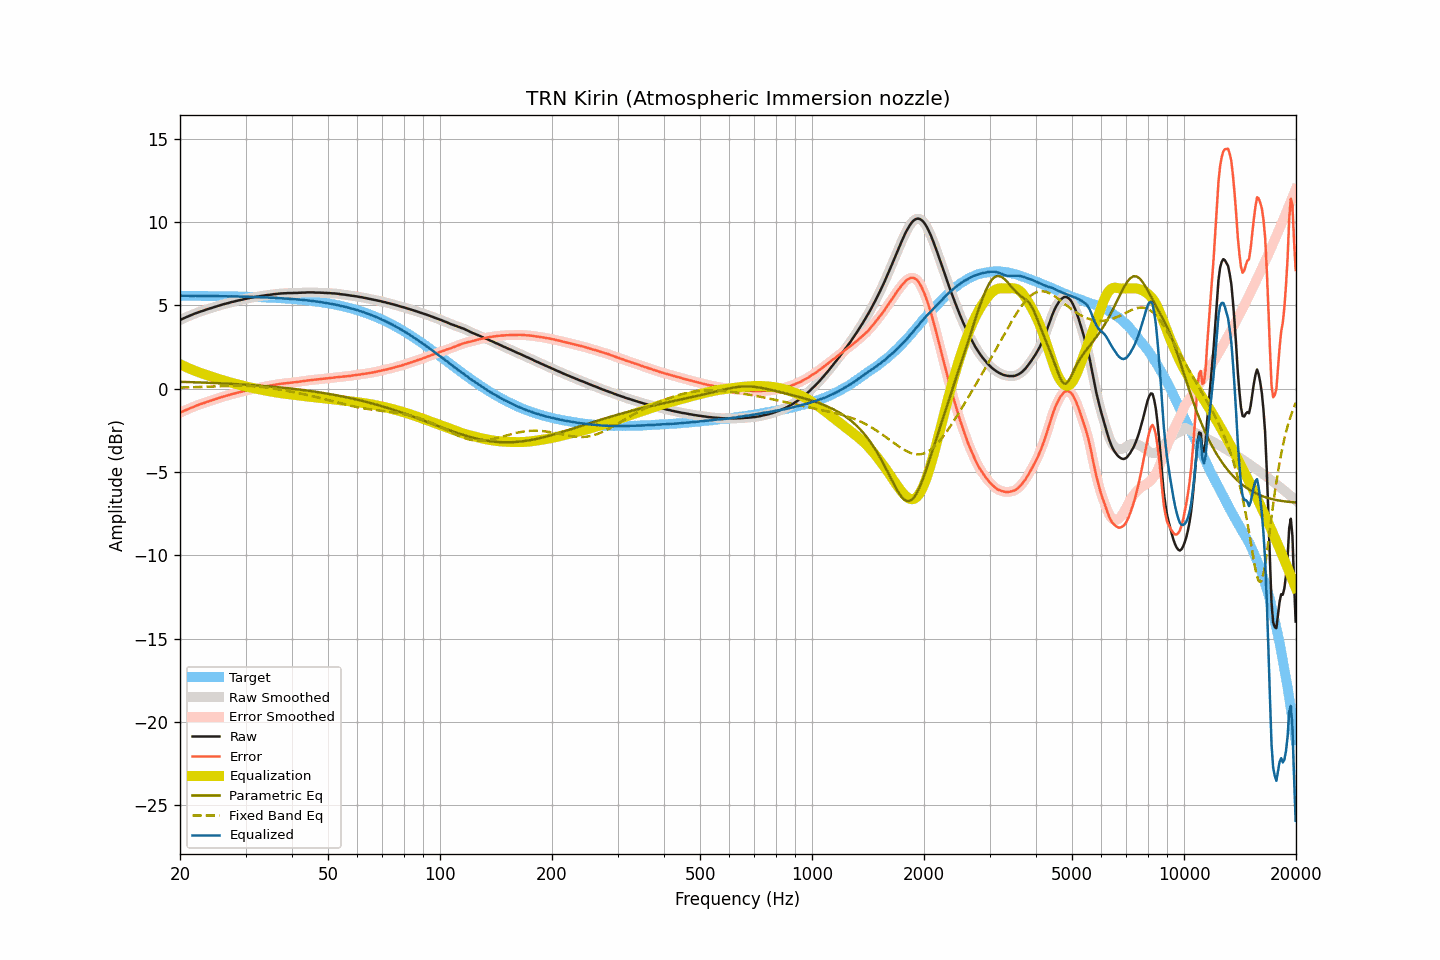 TRN Kirin (Atmospheric Immersion nozzle)
15
10
5
0
−5
−10
−15
−20
−25
Amplitude (dBr)
Target
Raw Smoothed
Error Smoothed
Raw
Error
Equalization
Parametric Eq
Fixed Band Eq
Equalized
20 50 100 200 500 1000 2000 5000 10000 20000
Frequency (Hz)